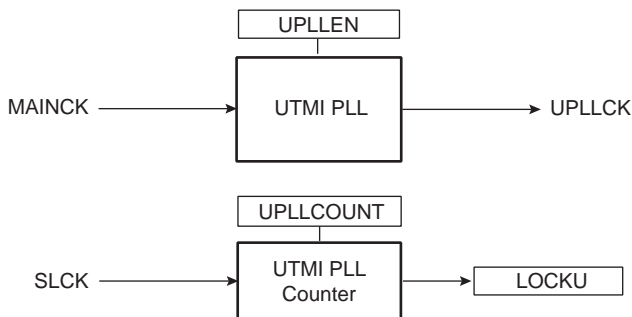 UPLLEN
MAINCK
UTMI PLL
UPLLCK
UPLLCOUNT
SLCK
UTMI PLL
Counter
LOCKU